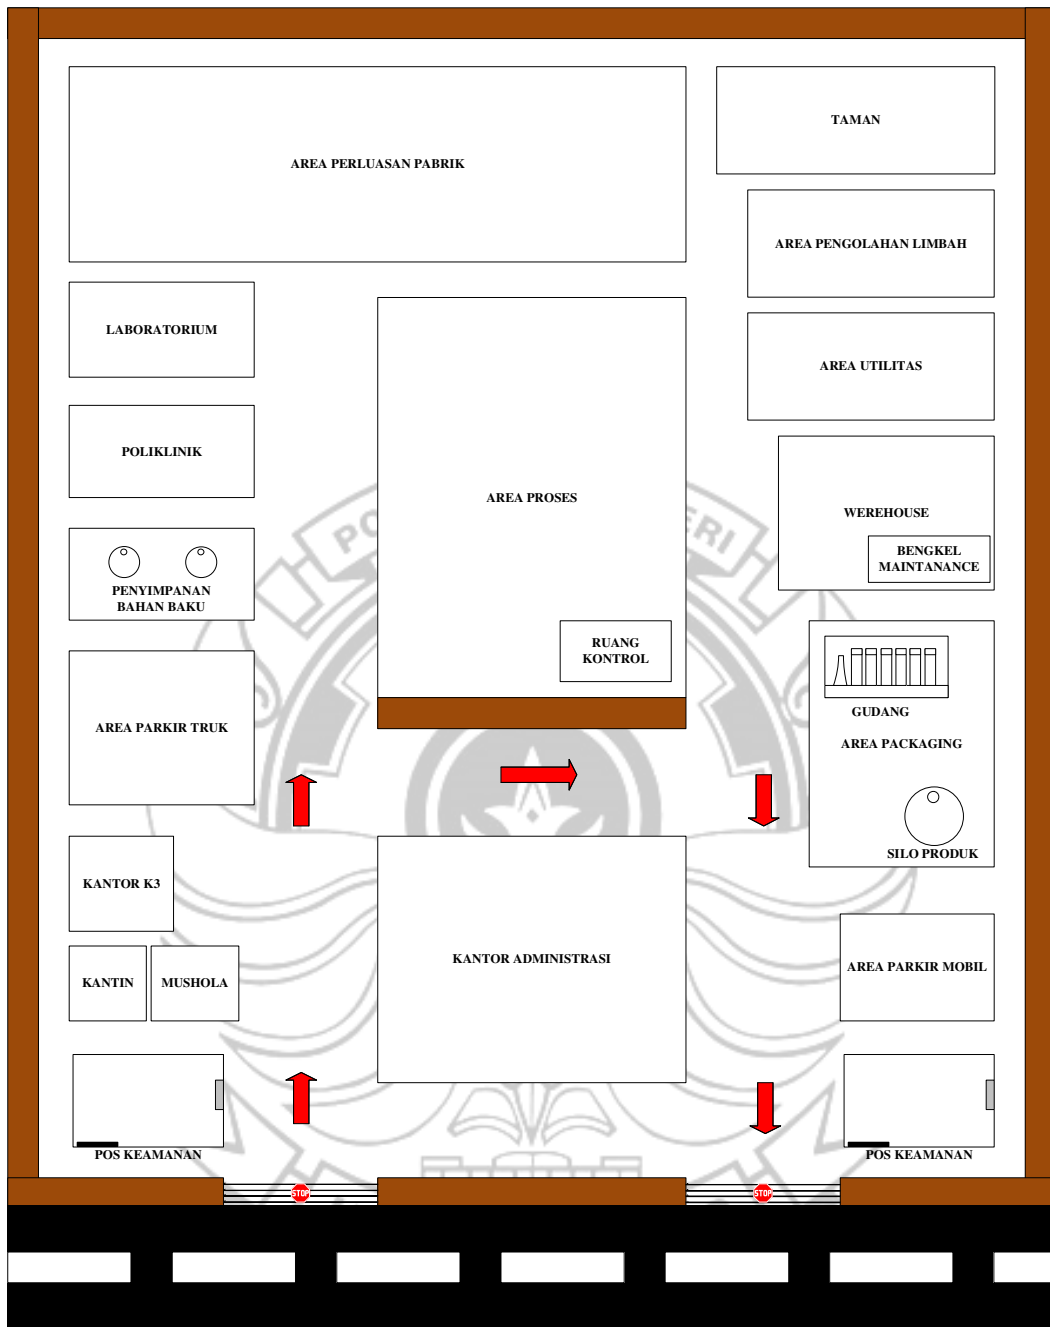 AREA PERLUASAN PABRIK
TAMAN
AREA PENGOLAHAN LIMBAH
LABORATORIUM
AREA UTILITAS
POLIKLINIK
AREA PROSES
WEREHOUSE
BENGKEL
MAINTANANCE
PENYIMPANAN
BAHAN BAKU
RUANG
KONTROL
AREA PARKIR TRUK
GUDANG
AREA PACKAGING
SILO PRODUK
KANTOR K3
KANTOR ADMINISTRASI
AREA PARKIR MOBIL
KANTIN
MUSHOLA
POS KEAMANAN
POS KEAMANAN
STOP
STOP